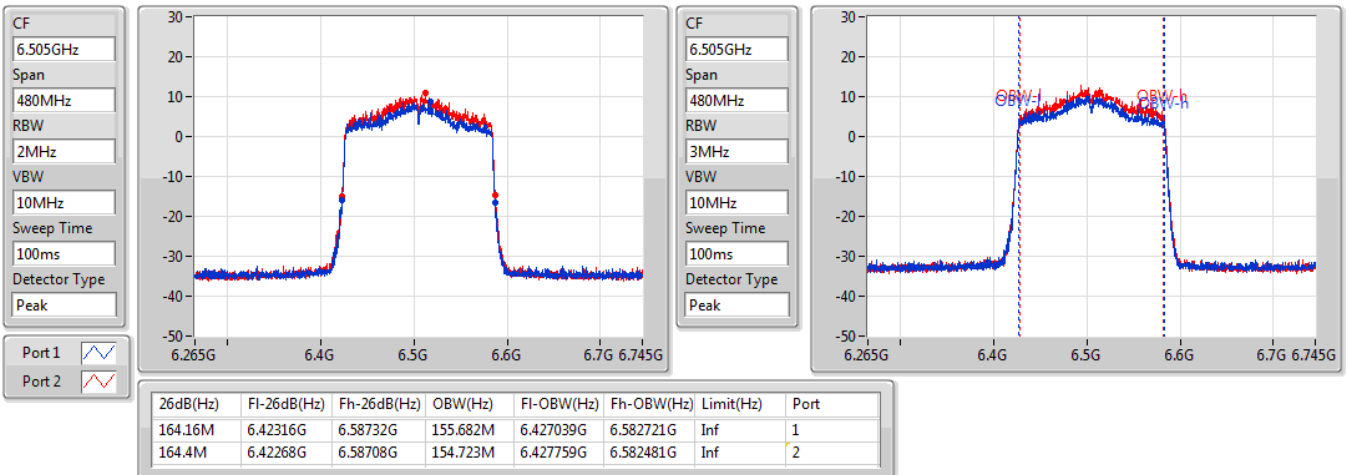 CF
6.505GHz
Span
480MHz
RBW
2MHz
VBW
10MHz
Sweep Time
100ms
Detector Type
Peak
Port 1
Port 2
30
20
10
0
-10
-20
-30
-40
-50
6.265G 6.4G 6.5G 6.6G 6.7G 6.745G
CF
6.505GHz
Span
480MHz
RBW
3MHz
VBW
10MHz
Sweep Time
100ms
Detector Type
Peak
30
20
10
0
-10
-20
-30
-40
-50
OBW-l OBW-h
OBW-l OBW-h
6.265G 6.4G 6.5G 6.6G 6.7G 6.745G
26dB(Hz) Fl-26dB(Hz) Fh-26dB(Hz) OBW(Hz) Fl-OBW(Hz) Fh-OBW(Hz) Limit(Hz) Port
164.16M 6.42316G 6.58732G 155.682M 6.427039G 6.582721G Inf 1
164.4M 6.42268G 6.58708G 154.723M 6.427759G 6.582481G Inf 2